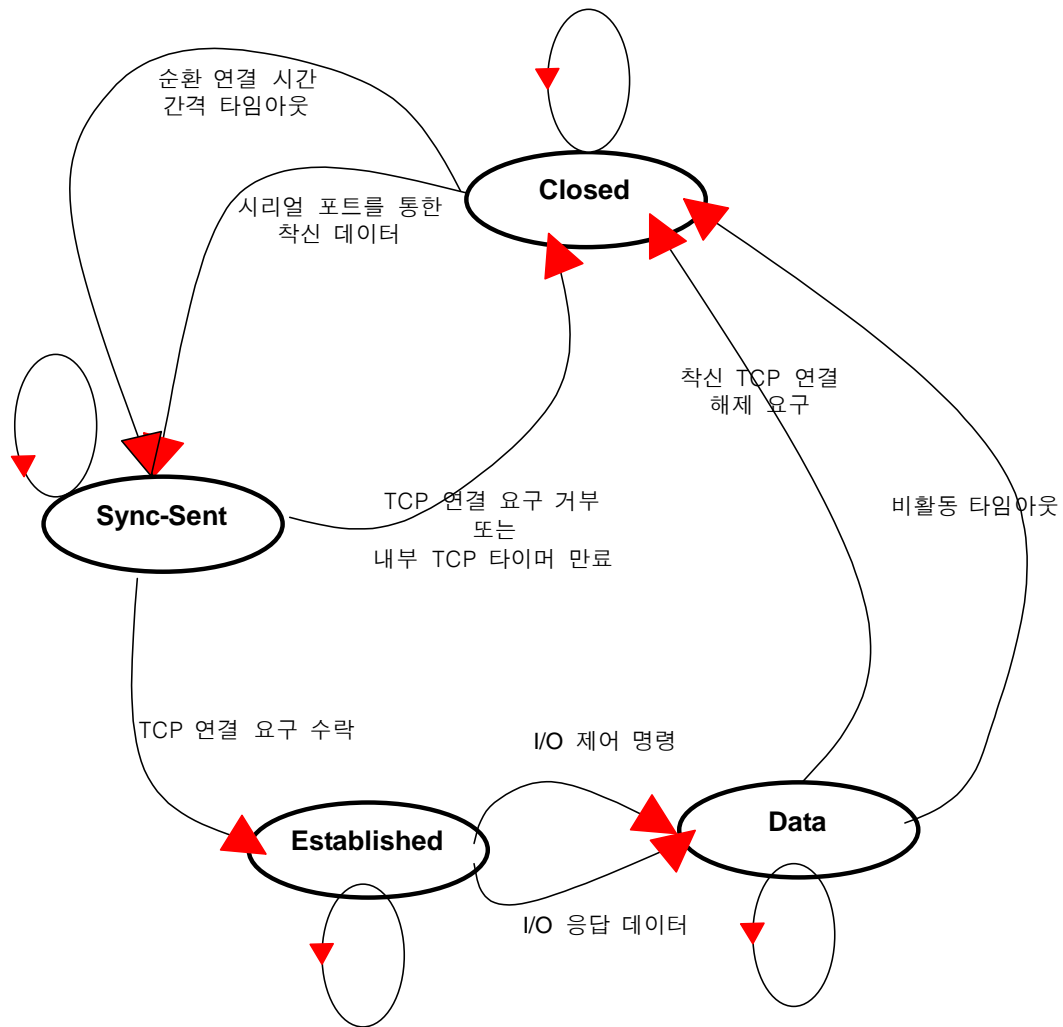 순환 연결 시간
간격 타임아웃
Closed
시리얼 포트를 통한
착신 데이터
착신 TCP 연결
해제 요구
Sync-Sent
TCP 연결 요구 거부
또는
내부 TCP 타이머 만료
비활동 타임아웃
TCP 연결 요구 수락
I/O 제어 명령
Established
Data
I/O 응답 데이터